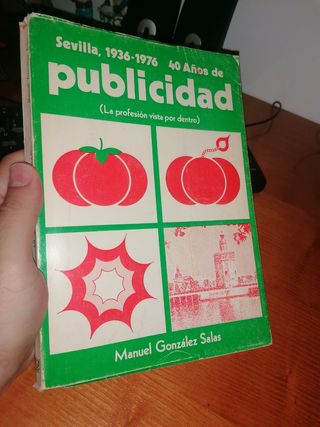 Sevilla, 1936-1976 40 Años de
publicidad
(La profesión vista por dentro)
Manuel González Salas